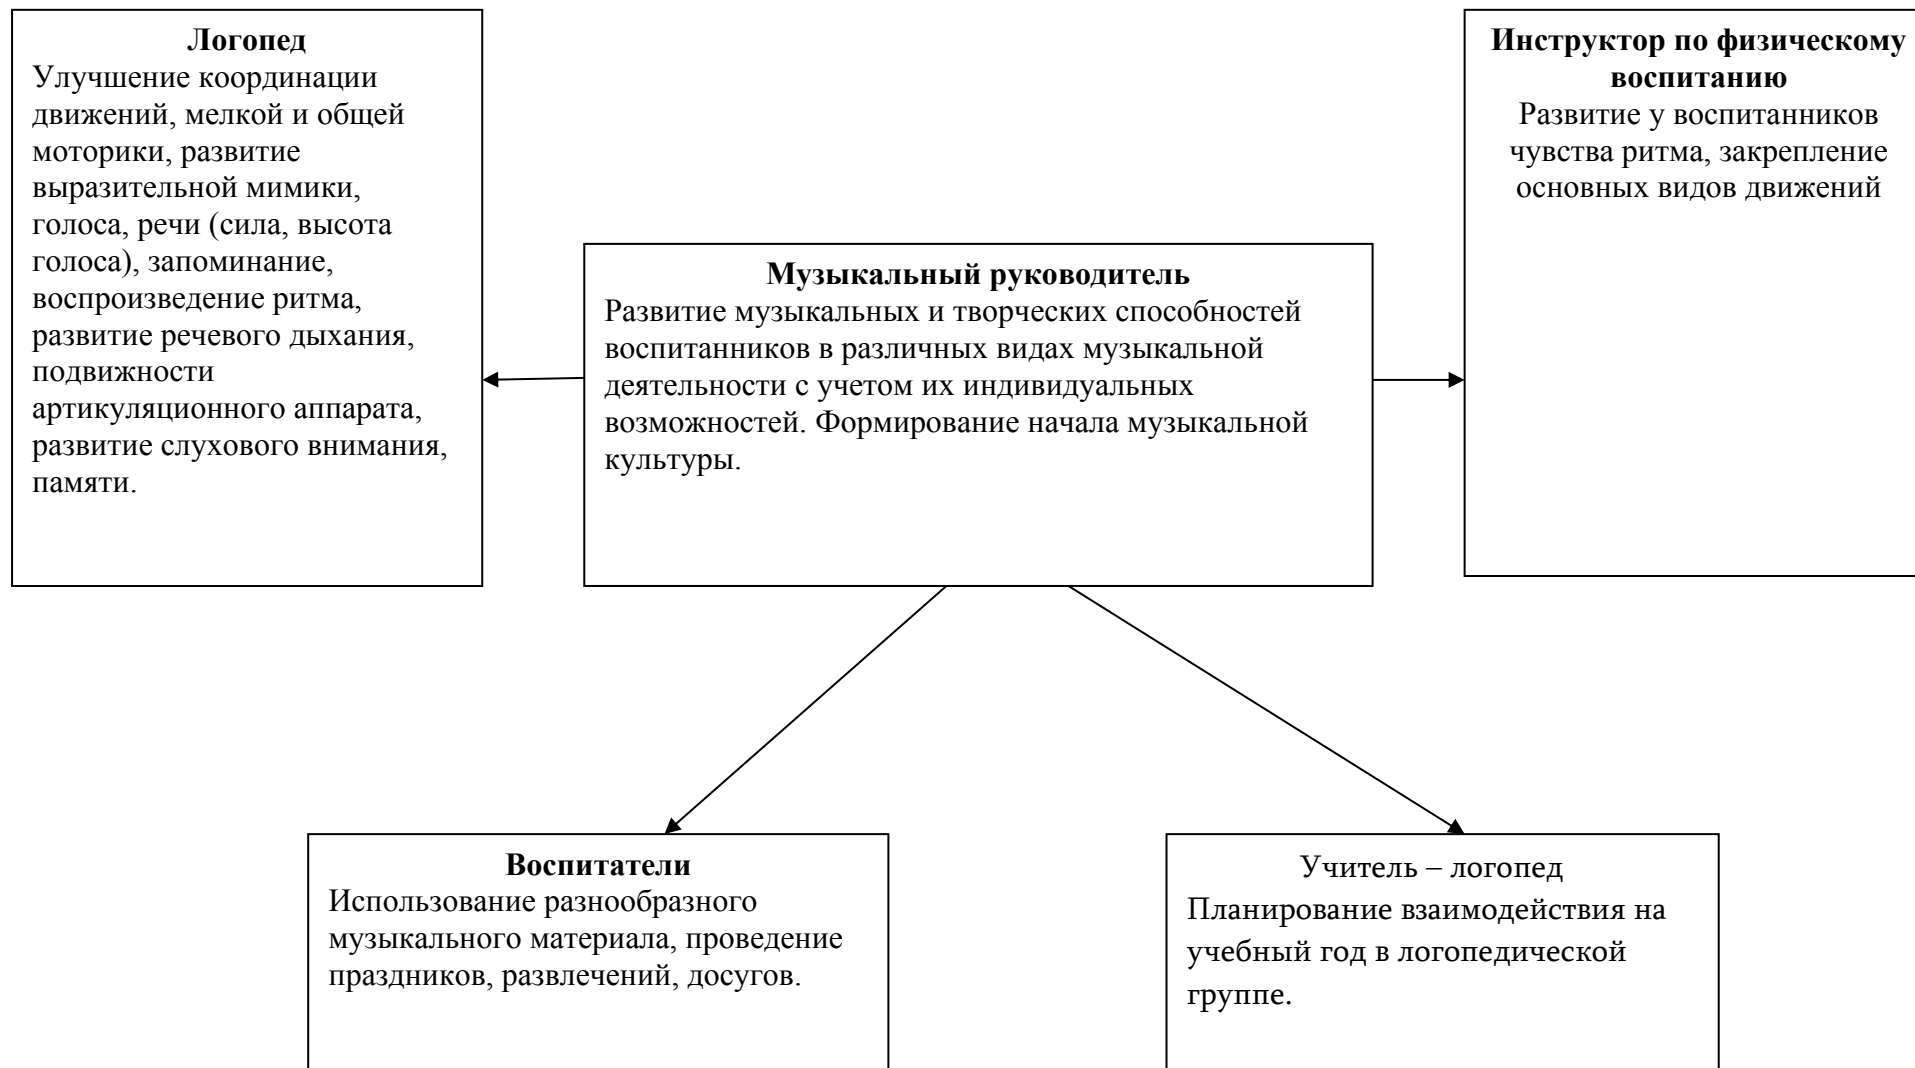 Логопед
Улучшение координации
движений, мелкой и общей
моторики, развитие
выразительной мимики,
голоса, речи (сила, высота
голоса), запоминание,
воспроизведение ритма,
развитие речевого дыхания,
подвижности
артикуляционного аппарата,
развитие слухового внимания,
памяти.
Инструктор по физическому
воспитанию
Развитие у воспитанников
чувства ритма, закрепление
основных видов движений
Музыкальный руководитель
Развитие музыкальных и творческих способностей
воспитанников в различных видах музыкальной
деятельности с учетом их индивидуальных
возможностей. Формирование начала музыкальной
культуры.
Воспитатели
Использование разнообразного
музыкального материала, проведение
праздников, развлечений, досугов.
Учитель – логопед
Планирование взаимодействия на
учебный год в логопедической
группе.